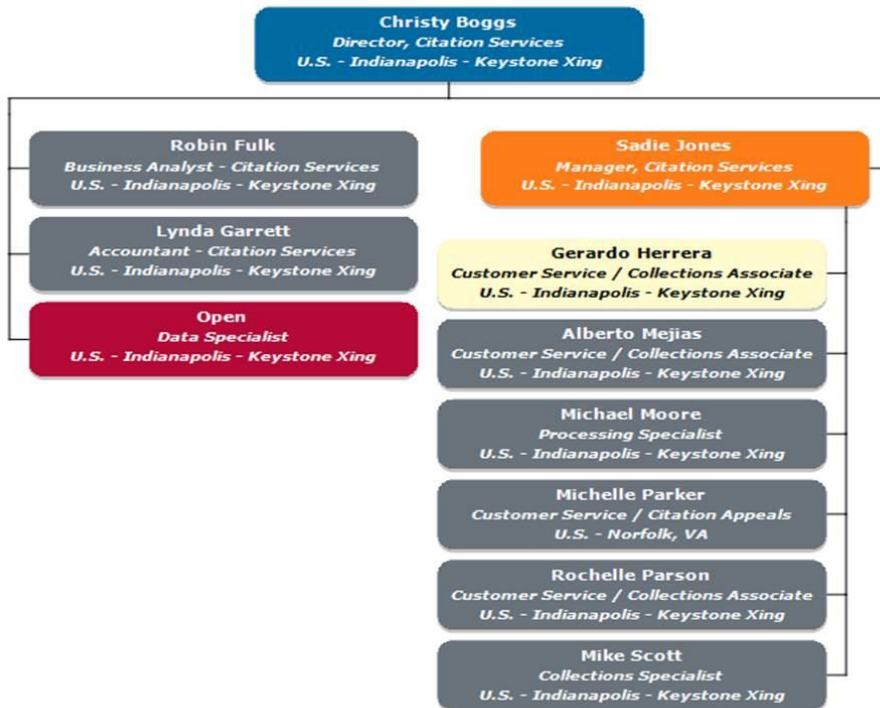 Christy Boggs
Director, Citation Services
U.S. - Indianapolis - Keystone Xing
Robin Fulk
Business Analyst - Citation Services
U.S. - Indianapolis - Keystone Xing
Lynda Garrett
Accountant - Citation Services
U.S. - Indianapolis - Keystone Xing
Open
Data Specialist
U.S. - Indianapolis - Keystone Xing
Sadie Jones
Manager, Citation Services
U.S. - Indianapolis - Keystone Xing
Gerardo Herrera
Customer Service / Collections Associate
U.S. - Indianapolis - Keystone Xing
Alberto Mejias
Customer Service / Collections Associate
U.S. - Indianapolis - Keystone Xing
Michael Moore
Processing Specialist
U.S. - Indianapolis - Keystone Xing
Michelle Parker
Customer Service / Citation Appeals
U.S. - Norfolk, VA
Rochelle Parson
Customer Service / Collections Associate
U.S. - Indianapolis - Keystone Xing
Mike Scott
Collections Specialist
U.S. - Indianapolis - Keystone Xing